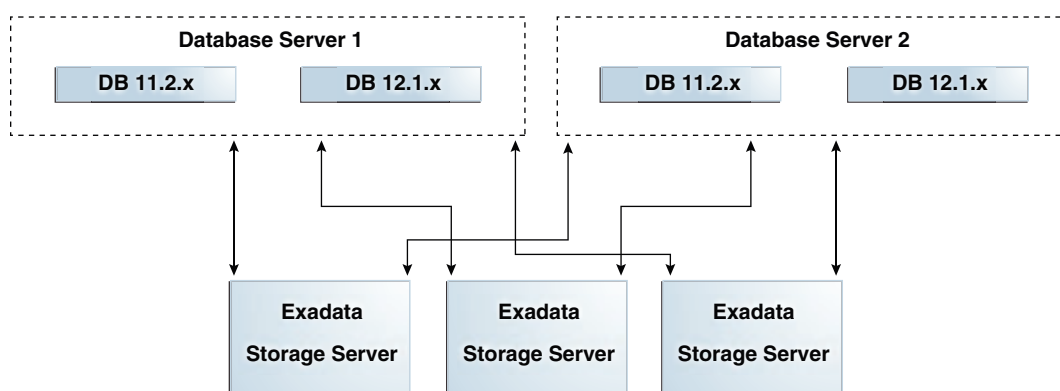 Database Server 1
Database Server 2
DB 11.2.x
DB 12.1.x
DB 11.2.x
DB 12.1.x
Exadata
Storage Server
Exadata
Storage Server
Exadata
Storage Server